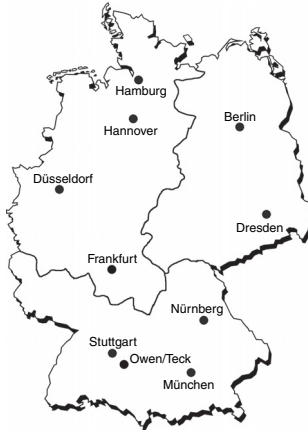 Hamburg
Berlin
Hannover
Düsseldorf
Dresden
Frankfurt
Nürnberg
Stuttgart
Owen/Teck
München